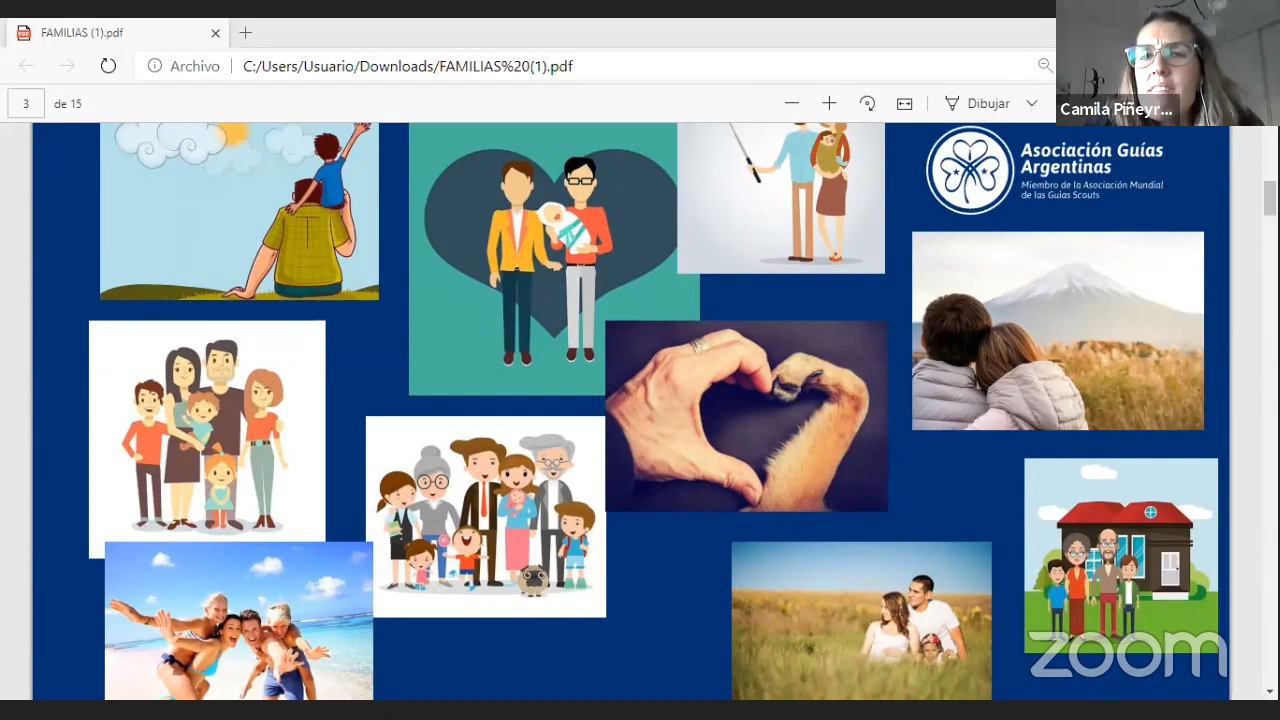 FAMILIAS (1).pdf
Archivo
C:/Users/Usuario/Downloads/FAMILIAS%20(1).pdf
3
de 15
Dibujar
Camila Piñeyr...
Asociación Guías
Argentinas
Miembro de la Asociación Mundial
de las Guías Scouts
zoom